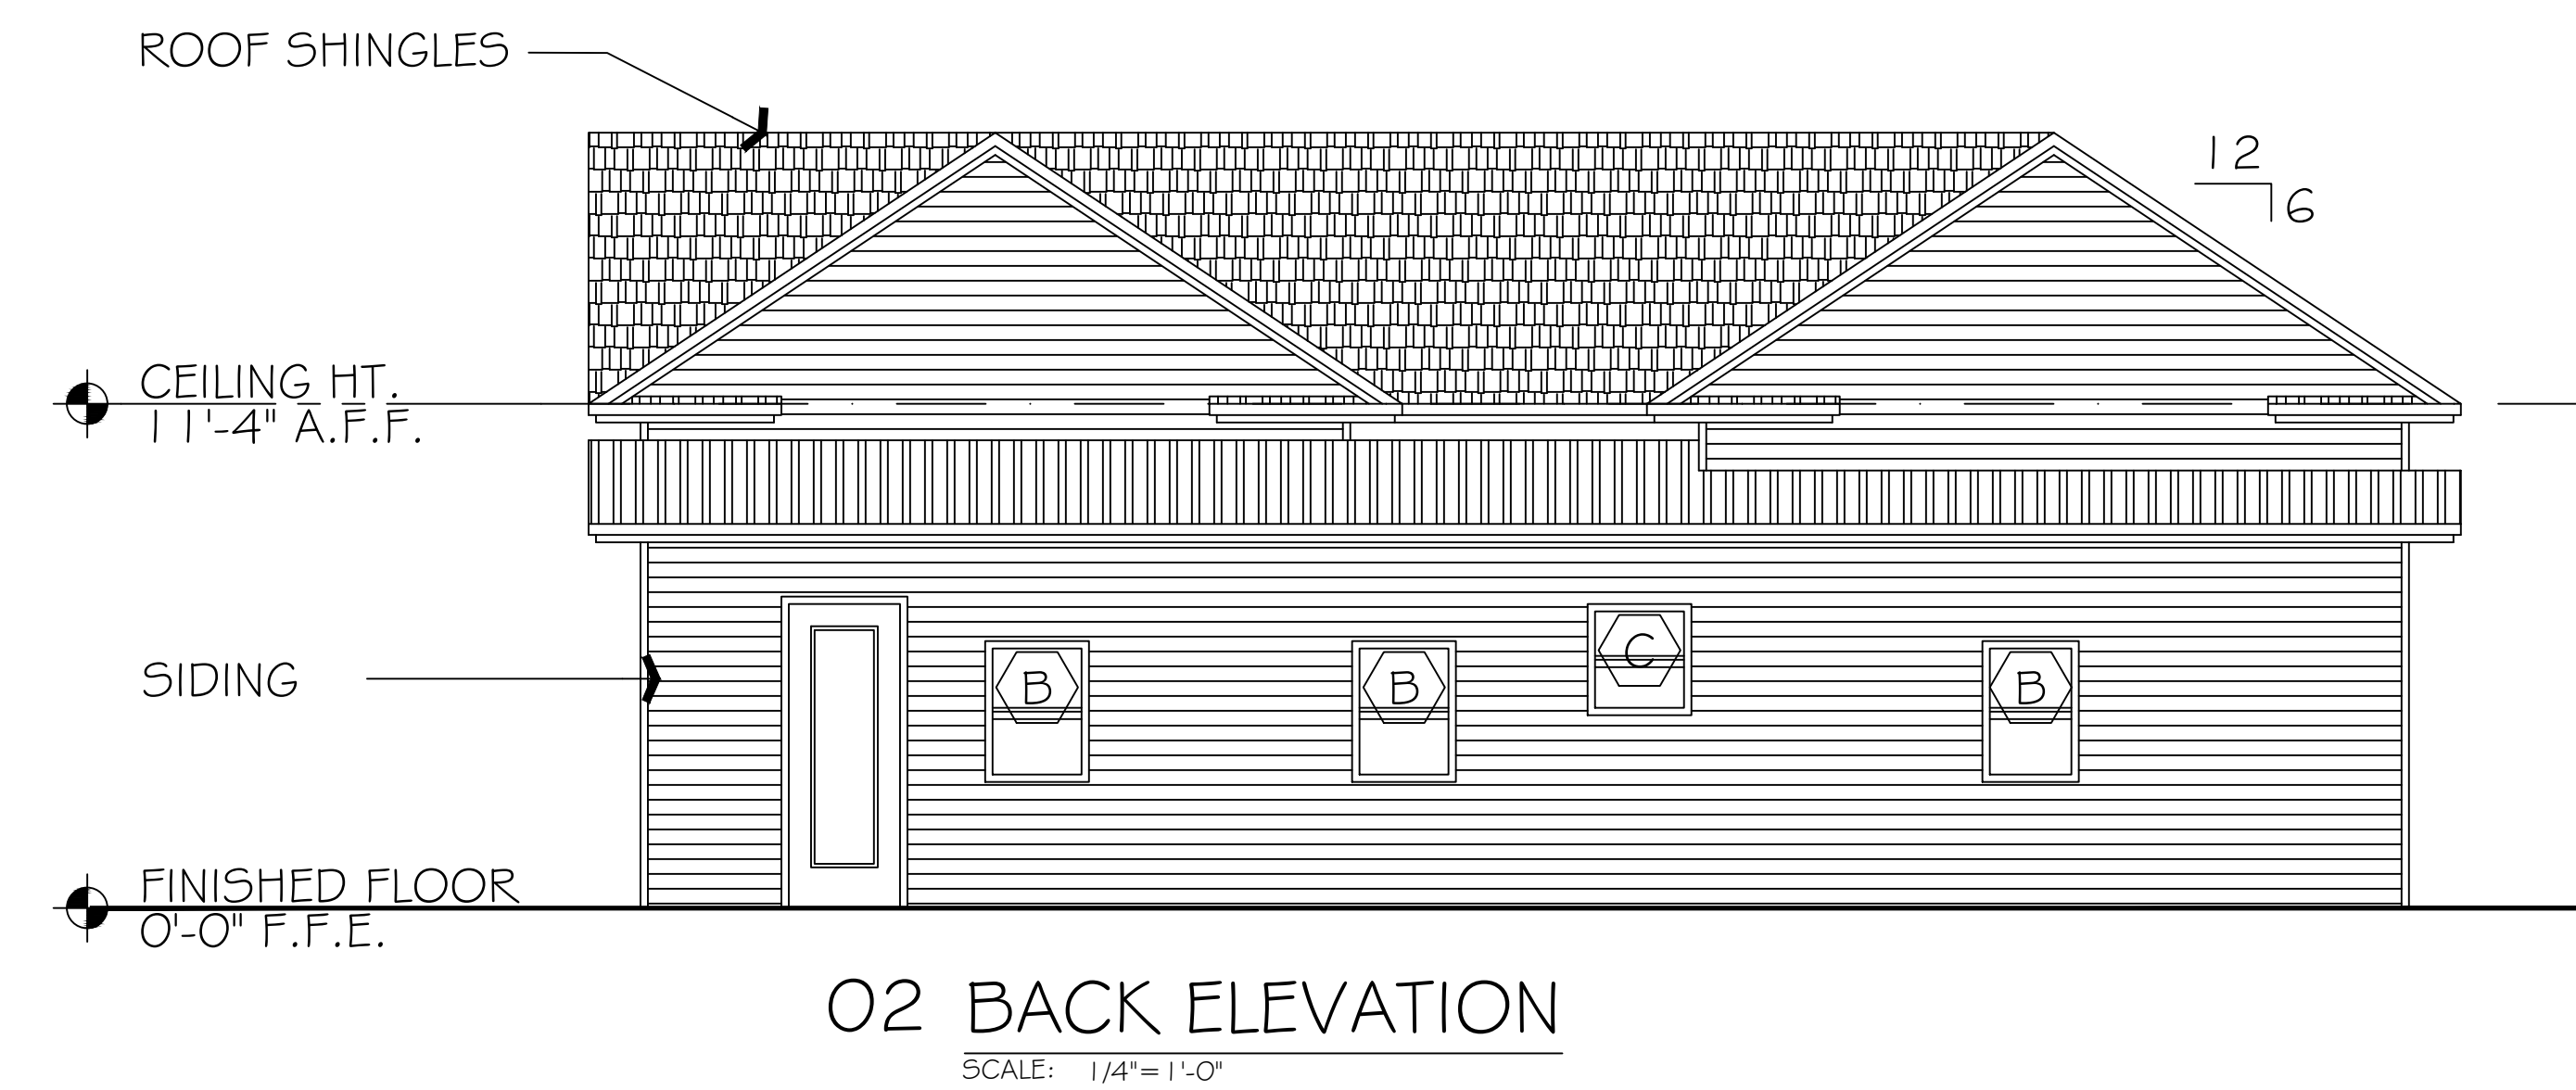 ROOF SHINGLES
12
6
CEILING HT.
11'-4" A.F.F.
B
B
C
B
SIDING
FINISHED FLOOR
0'-0" F.F.E.
02 BACK ELEVATION
SCALE: 1/4"=1'-0"